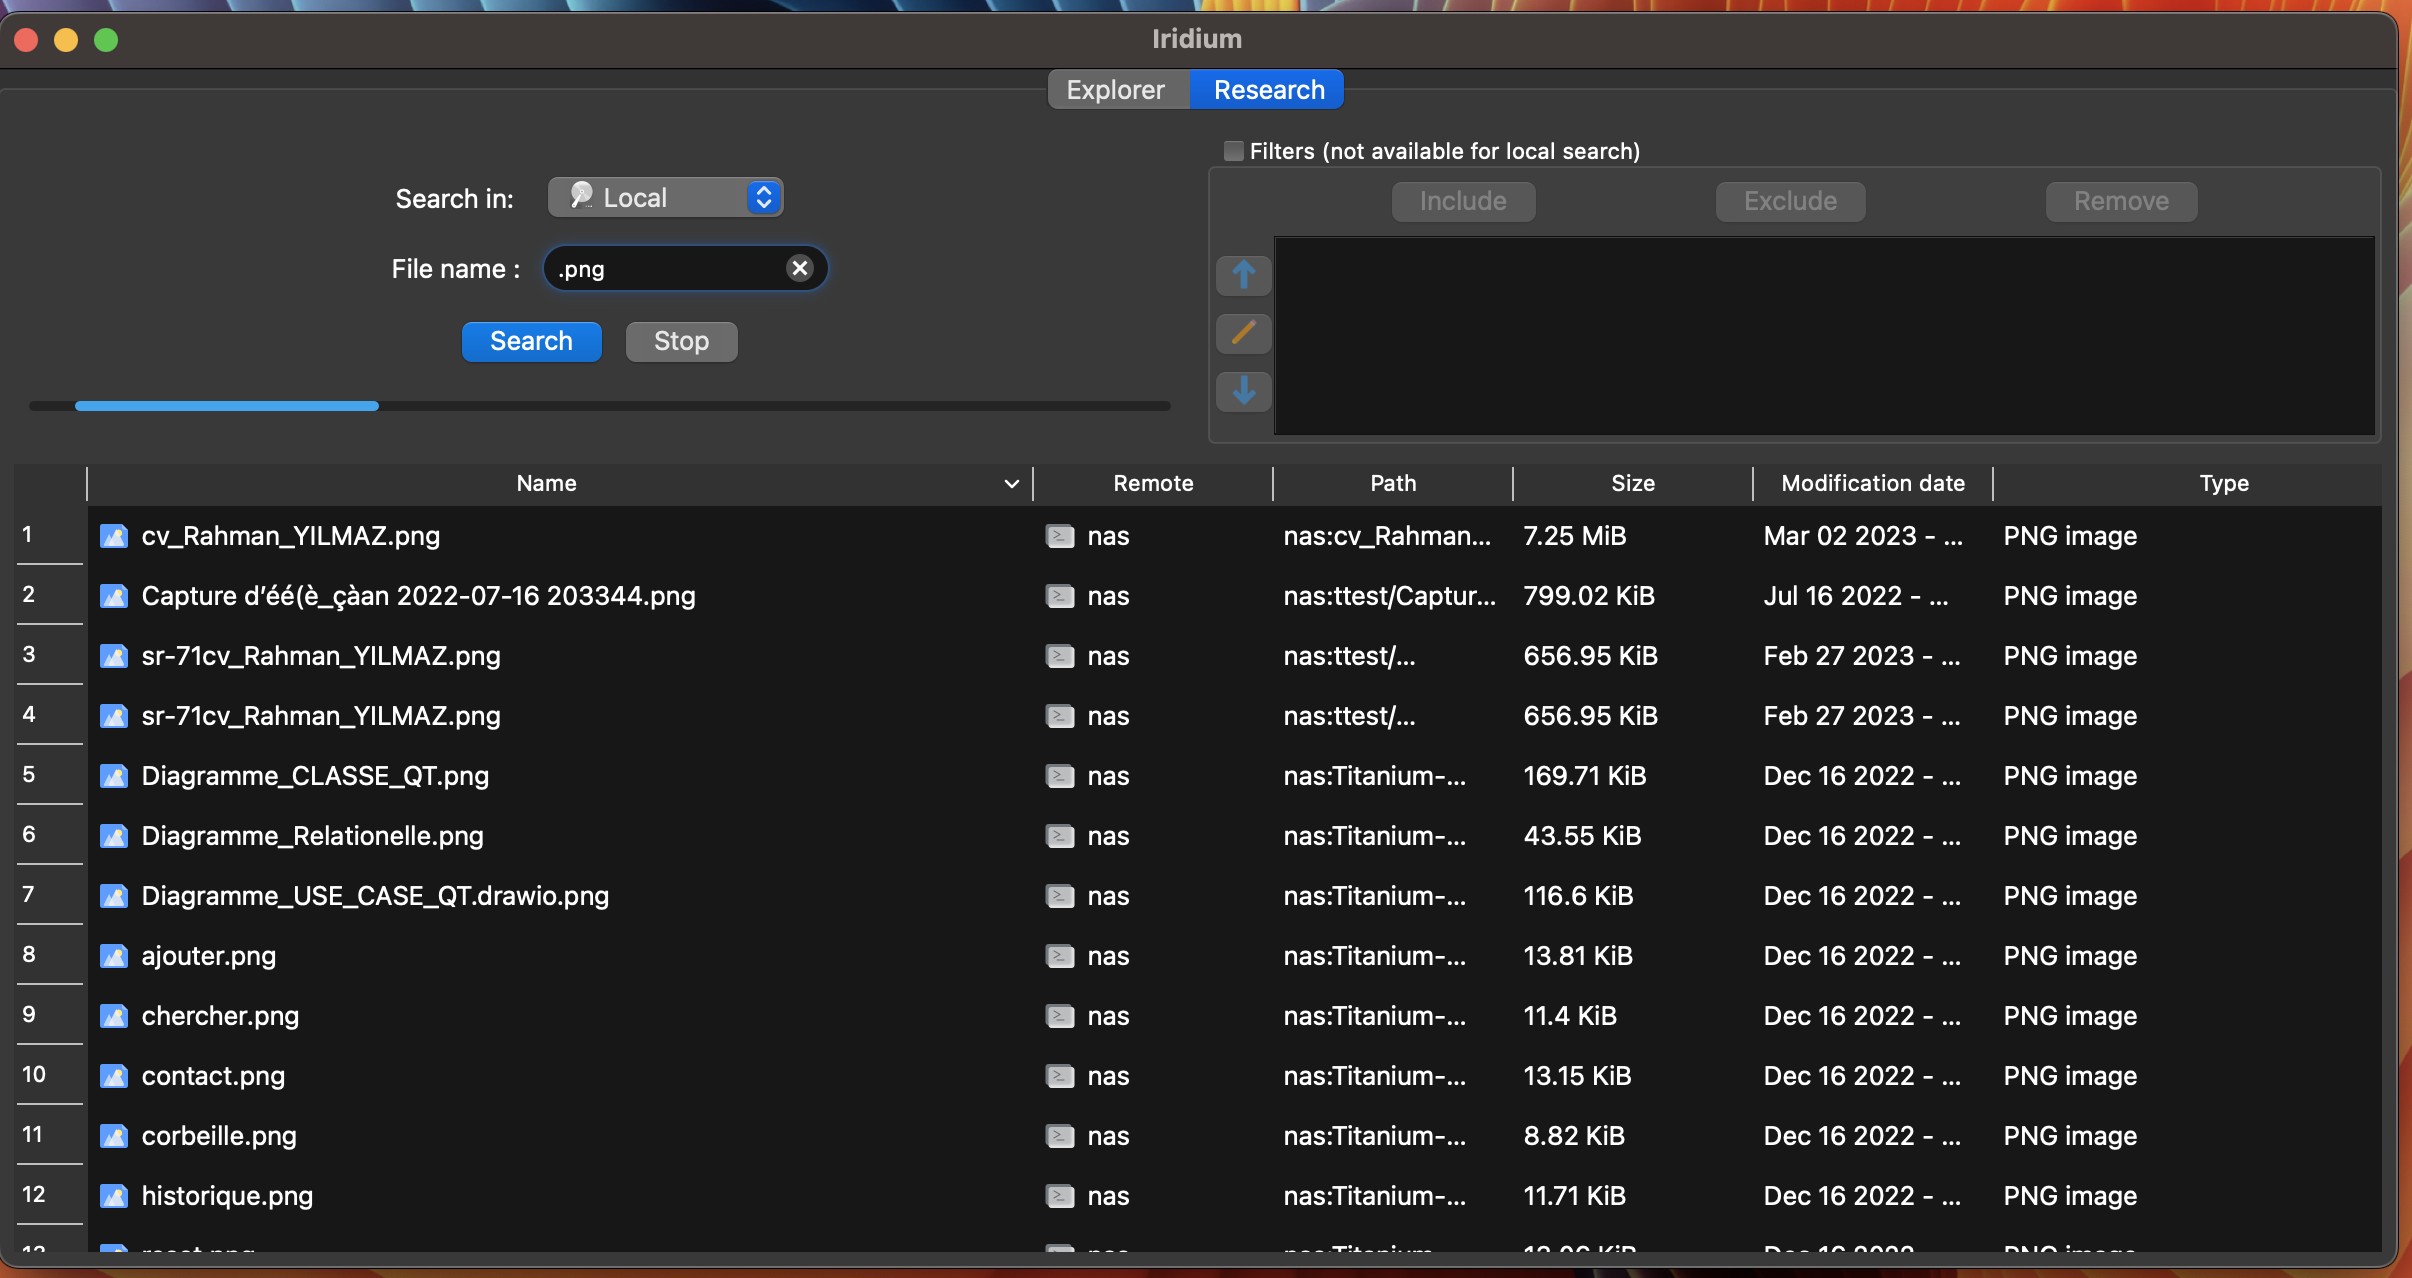 Iridium
Explorer Research
Filters (not available for local search)
Search in: Local
Include Exclude Remove
File name : .png
Search Stop
Name Remote Path Size Modification date Type
1 cv_Rahman_YILMAZ.png nas nas:cv_Rahman... 7.25 MiB Mar 02 2023 - ... PNG image
2 Capture d’éé(è_çàan 2022-07-16 203344.png nas nas:ttest/Captur... 799.02 KiB Jul 16 2022 - ... PNG image
3 sr-71cv_Rahman_YILMAZ.png nas nas:ttest/... 656.95 KiB Feb 27 2023 - ... PNG image
4 sr-71cv_Rahman_YILMAZ.png nas nas:ttest/... 656.95 KiB Feb 27 2023 - ... PNG image
5 Diagramme_CLASSE_QT.png nas nas:Titanium-... 169.71 KiB Dec 16 2022 - ... PNG image
6 Diagramme_Relationelle.png nas nas:Titanium-... 43.55 KiB Dec 16 2022 - ... PNG image
7 Diagramme_USE_CASE_QT.drawio.png nas nas:Titanium-... 116.6 KiB Dec 16 2022 - ... PNG image
8 ajouter.png nas nas:Titanium-... 13.81 KiB Dec 16 2022 - ... PNG image
9 chercher.png nas nas:Titanium-... 11.4 KiB Dec 16 2022 - ... PNG image
10 contact.png nas nas:Titanium-... 13.15 KiB Dec 16 2022 - ... PNG image
11 corbeille.png nas nas:Titanium-... 8.82 KiB Dec 16 2022 - ... PNG image
12 historique.png nas nas:Titanium-... 11.71 KiB Dec 16 2022 - ... PNG image